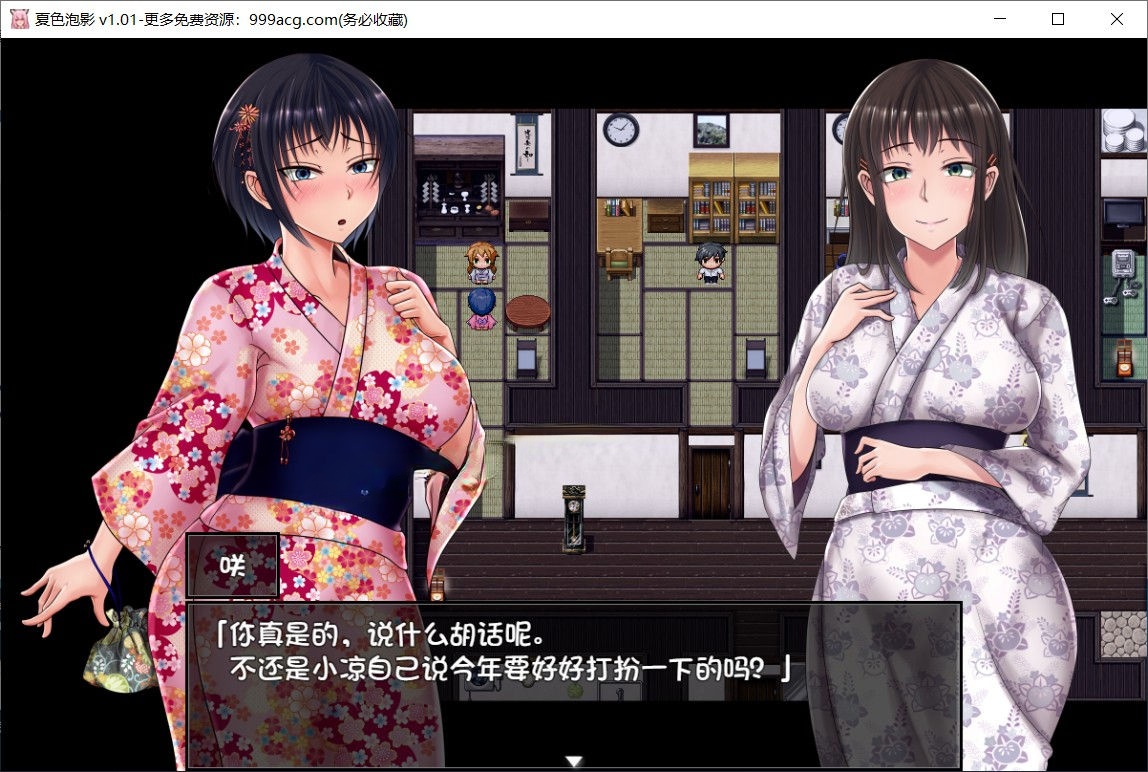 夏色泡影 v1.01-更多免费资源：999acg.com(务必收藏)
咲
「你真是的，说什么胡话呢。
不还是小凉自己说今年要好好打扮一下的吗？」